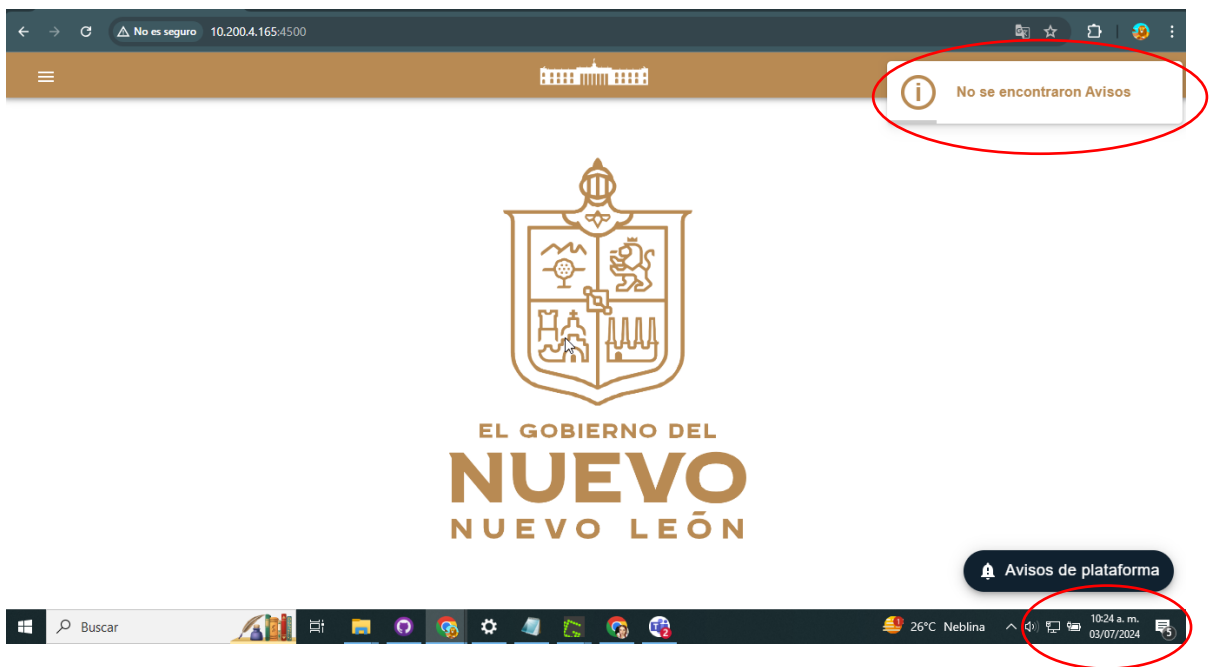 No es seguro 10.200.4.165:4500
No se encontraron Avisos
EL GOBIERNO DEL
NUEVO
NUEVO LEÓN
Avisos de plataforma
Buscar
26°C Neblina
10:24 a. m.
03/07/2024
5